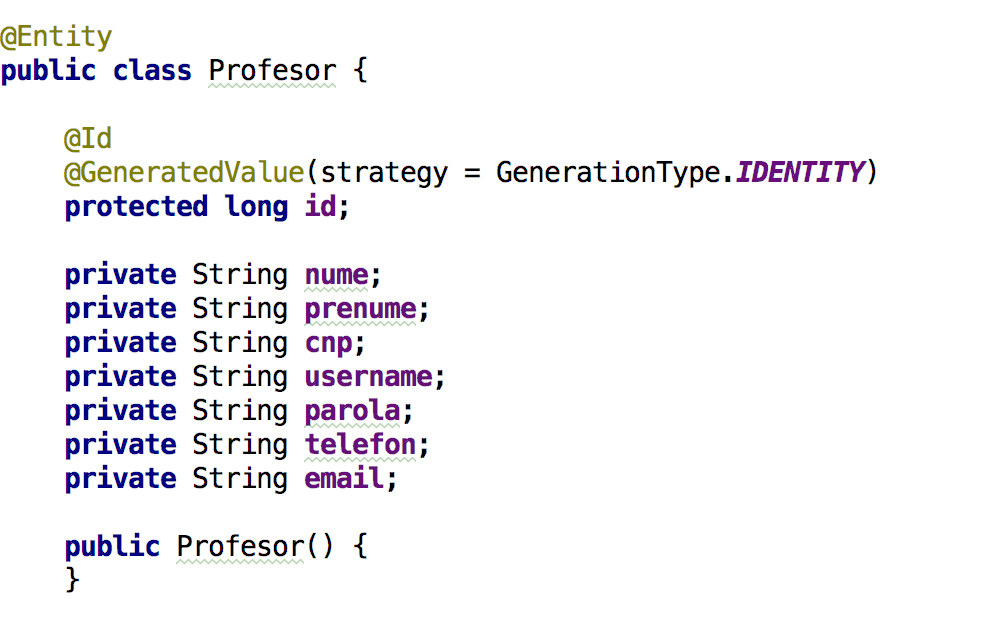 @Entity
public class Profesor {
@Id
@GeneratedValue(strategy = GenerationType.IDENTITY)
protected long id;
private String nume;
private String prenume;
private String cnp;
private String username;
private String parola;
private String telefon;
private String email;
public Profesor() {
}